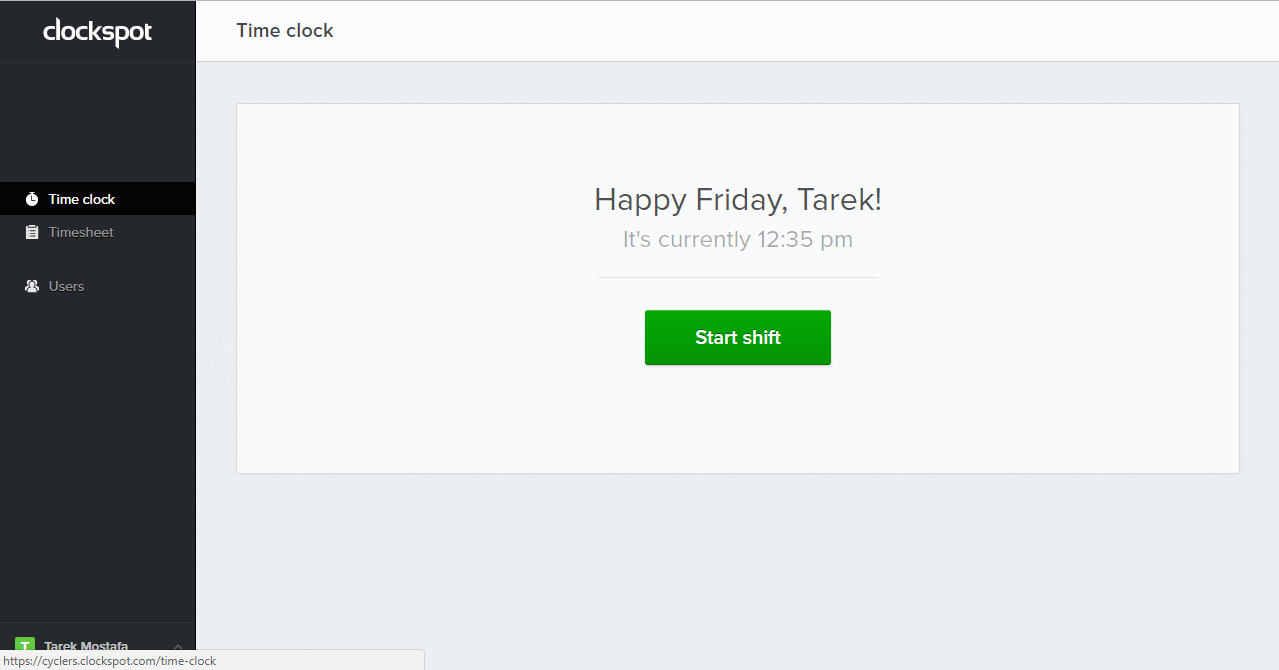 clockspot
Time clock
Time clock
Timesheet
Users
Happy Friday, Tarek!
It's currently 12:35 pm
Start shift
T Tarek Mostafa
https://cyclers.clockspot.com/time-clock